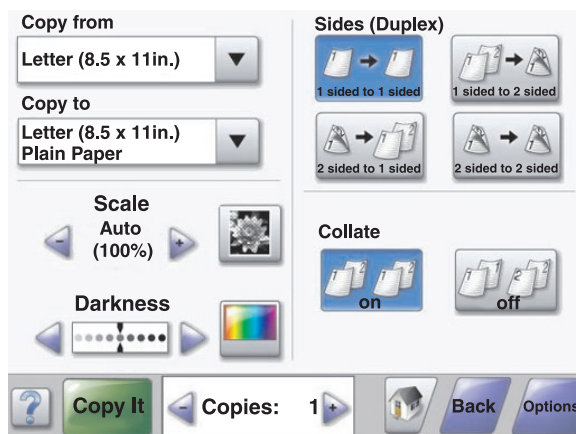 Copy from
Letter (8.5 x 11in.)
Copy to
Letter (8.5 x 11in.)
Plain Paper
Scale
Auto
(100%)
Darkness
Sides (Duplex)
1 sided to 1 sided
1 sided to 2 sided
2 sided to 1 sided
2 sided to 2 sided
Collate
on
off
?
Copy It
- Copies: 1 +
Back
Options